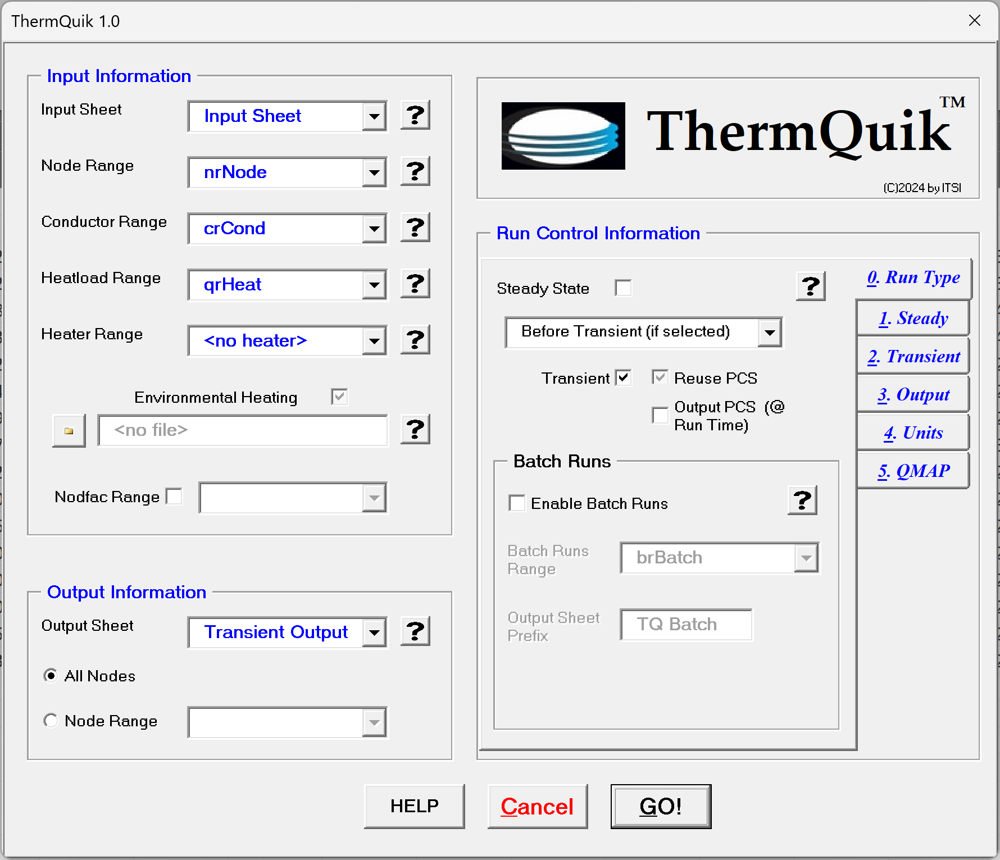 ThermQuik 1.0
Input Information
Input Sheet
Input Sheet
?
Node Range
nrNode
?
Conductor Range
crCond
?
Heatload Range
qrHeat
?
Heater Range
<no heater>
?
Environmental Heating
<no file>
?
Nodfac Range
Output Information
Output Sheet
Transient Output
?
All Nodes
Node Range
ThermQuik™
(C)2024 by ITSI
Run Control Information
0. Run Type
1. Steady
2. Transient
3. Output
4. Units
5. QMAP
Steady State
?
Before Transient (if selected)
Transient
Reuse PCS
Output PCS (@
Run Time)
Batch Runs
Enable Batch Runs
?
Batch Runs
Range
brBatch
Output Sheet
Prefix
TQ Batch
HELP
Cancel
GO!